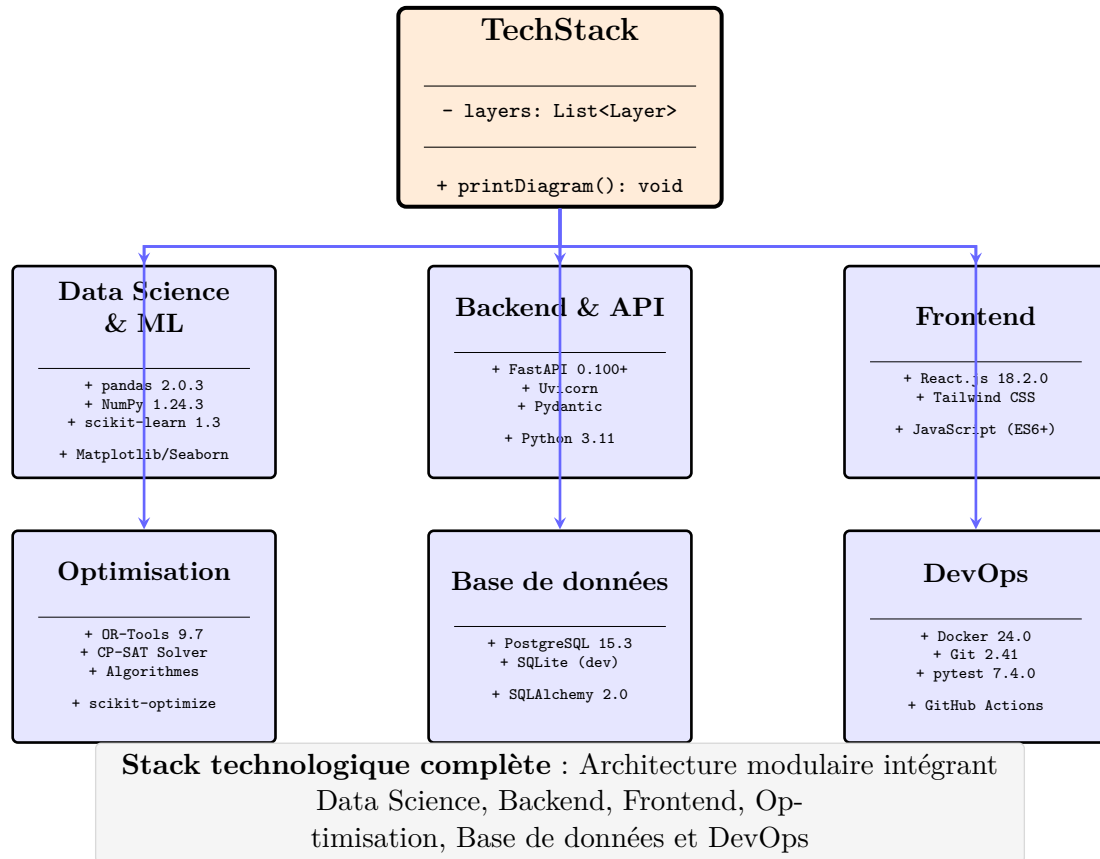 TechStack
- layers: List<Layer>
+ printDiagram(): void
Data Science
& ML
+ pandas 2.0.3
+ NumPy 1.24.3
+ scikit-learn 1.3
+ Matplotlib/Seaborn
Backend & API
+ FastAPI 0.100+
+ Uvicorn
+ Pydantic
+ Python 3.11
Frontend
+ React.js 18.2.0
+ Tailwind CSS
+ JavaScript (ES6+)
Optimisation
+ OR-Tools 9.7
+ CP-SAT Solver
+ Algorithmes
+ scikit-optimize
Base de données
+ PostgreSQL 15.3
+ SQLite (dev)
+ SQLAlchemy 2.0
DevOps
+ Docker 24.0
+ Git 2.41
+ pytest 7.4.0
+ GitHub Actions
Stack technologique complète : Architecture modulaire intégrant
Data Science, Backend, Frontend, Op-
timisation, Base de données et DevOps